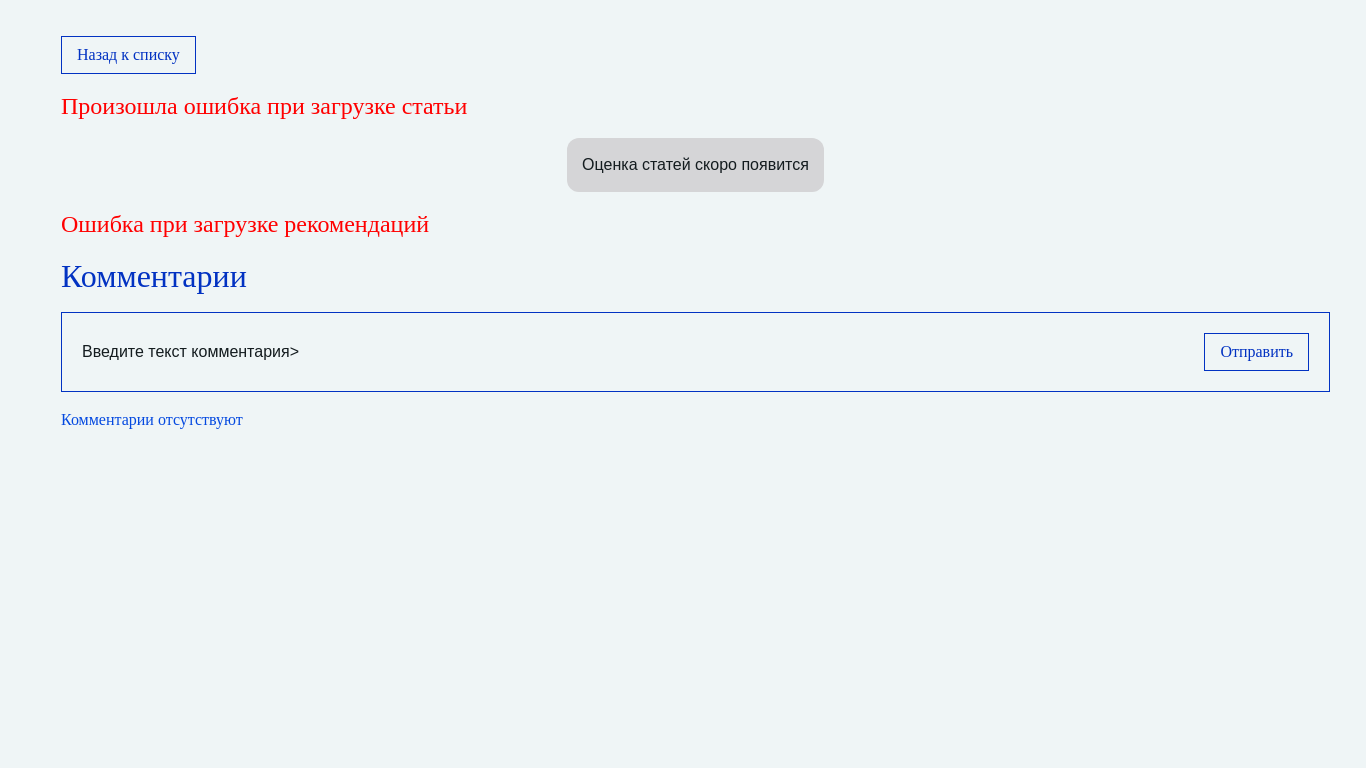 Назад к списку
Произошла ошибка при загрузке статьи
Оценка статей скоро появится
Ошибка при загрузке рекомендаций
Комментарии
Введите текст комментария>
Отправить
Комментарии отсутствуют